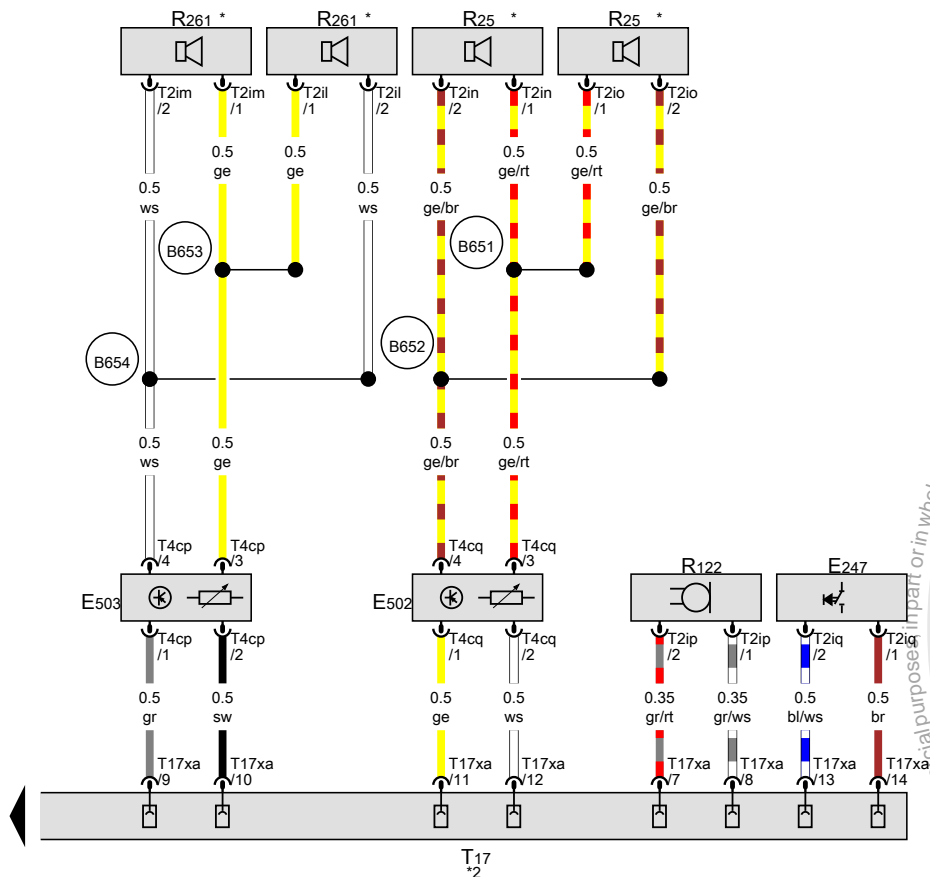 R261 * R261 * R25 * R25 *
T2im T2im T2il T2il T2in T2in T2io T2io
/2 /1 /1 /2 /2 /1 /1 /2
0.5 0.5 0.5 0.5
ge ge ge/rt ge/rt
0.5 0.5 0.5 0.5
ws ws ge/br ge/br
B653 B651
B654 B652
0.5 0.5 0.5 0.5
ws ge ge/br ge/rt
T4cp T4cp T4cq T4cq
/4 /3 /4 /3
E503 E502 R122 E247
T4cp T4cp T4cq T4cq T2ip T2ip T2iq T2iq
/1 /2 /1 /2 /2 /1 /2 /1
0.5 0.5 0.5 0.5 0.35 0.35 0.5 0.5
gr sw ge ws gr/rt gr/ws bl/ws br
T17xa T17xa T17xa T17xa T17xa T17xa T17xa T17xa
/9 /10 /11 /12 /7 /8 /13 /14
T17
*2
purposes, in part or in